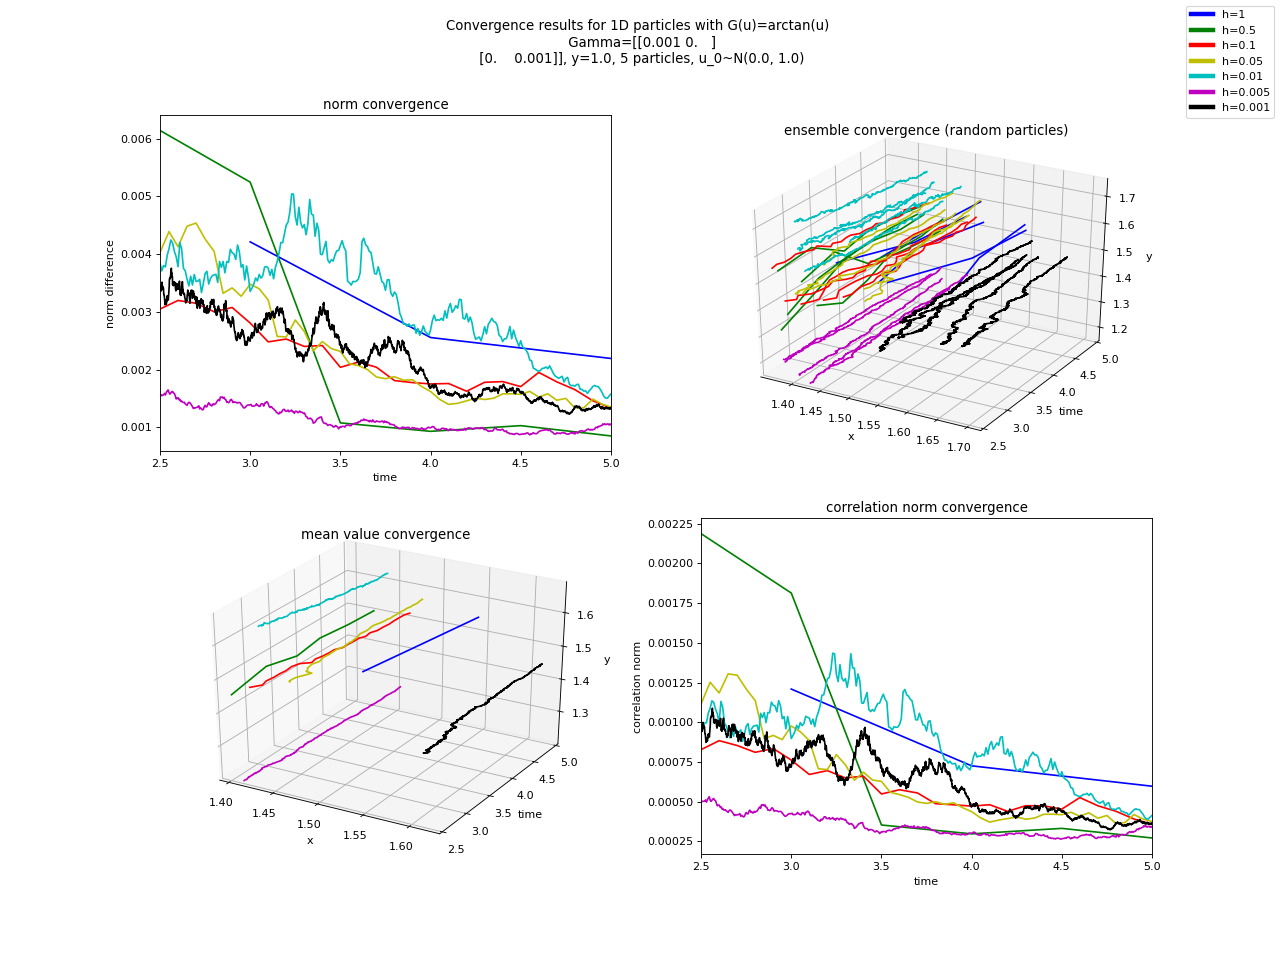 Convergence results for 1D particles with G(u)=arctan(u)
Gamma=[[0.001 0.   ]
[0.    0.001]], y=1.0, 5 particles, u_0~N(0.0, 1.0)
h=1
h=0.5
h=0.1
h=0.05
h=0.01
h=0.005
h=0.001
norm convergence
norm difference
0.006
0.005
0.004
0.003
0.002
0.001
2.5 3.0 3.5 4.0 4.5 5.0
time
ensemble convergence (random particles)
1.7
1.6
1.5
1.4
1.3
1.2
y
1.40 1.45 1.50 1.55 1.60 1.65 1.70
x
2.5 3.0 3.5 4.0 4.5 5.0
time
mean value convergence
1.6
1.5
1.4
1.3
y
1.40 1.45 1.50 1.55 1.60
x
2.5 3.0 3.5 4.0 4.5 5.0
time
correlation norm convergence
correlation norm
0.00225
0.00200
0.00175
0.00150
0.00125
0.00100
0.00075
0.00050
0.00025
2.5 3.0 3.5 4.0 4.5 5.0
time